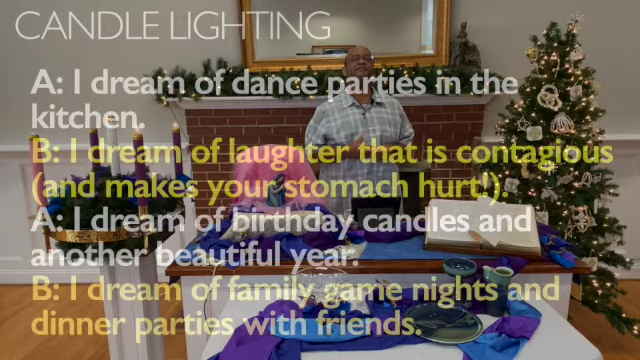 CANDLE LIGHTING
A: I dream of dance parties in the
kitchen.
B: I dream of laughter that is contagious
(and makes your stomach hurt!).
A: I dream of birthday candles and
another beautiful year.
B: I dream of family game nights and
dinner parties with friends.